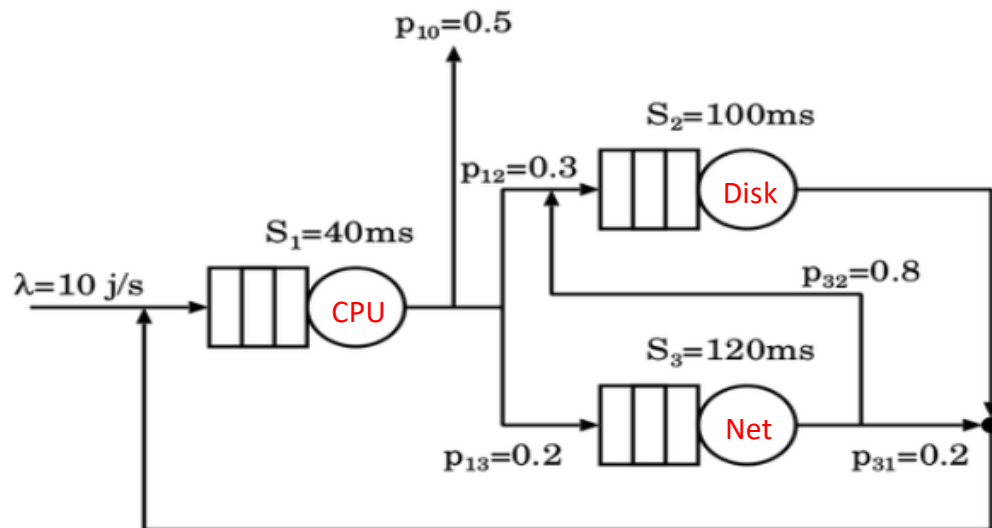 p₁₀=0.5
S₂=100ms
p₁₂=0.3
Disk
S₁=40ms
λ=10 j/s
p₃₂=0.8
CPU
S₃=120ms
Net
p₁₃=0.2
p₃₁=0.2